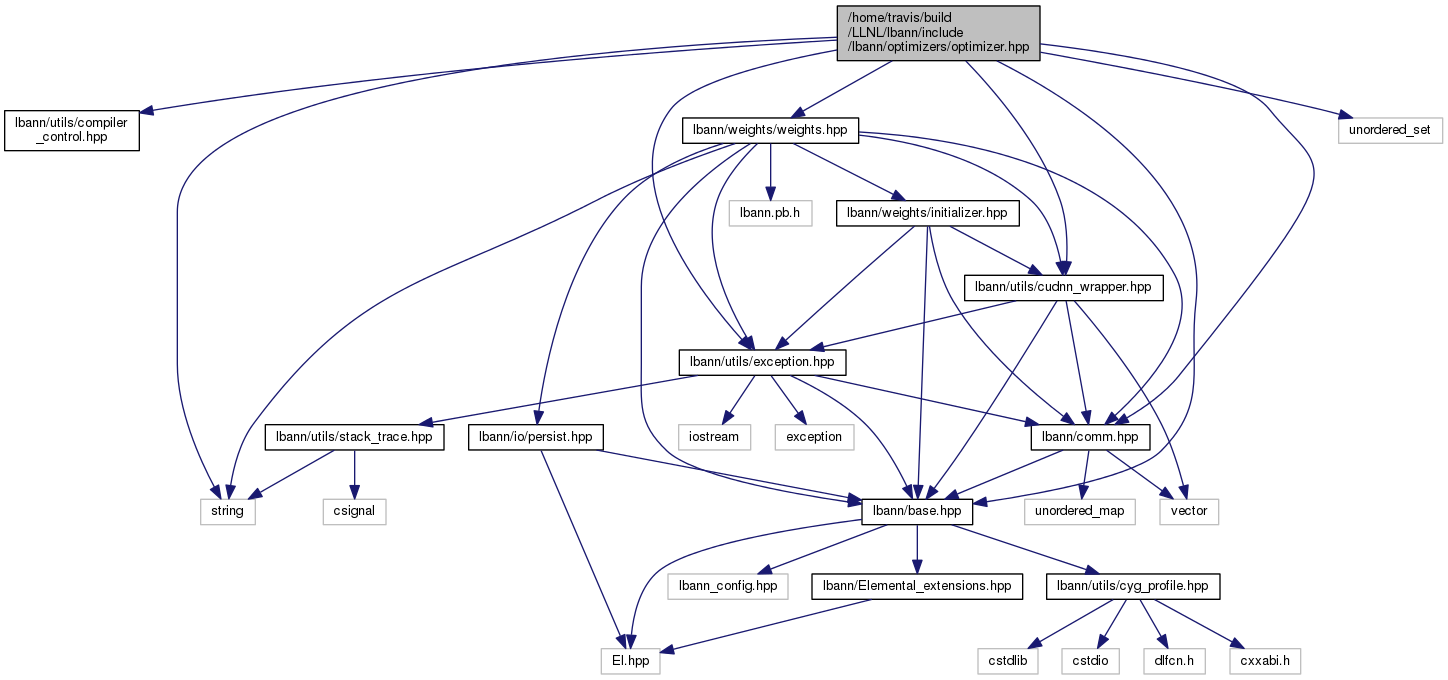 /home/travis/build
/LLNL/lbann/include
/lbann/optimizers/optimizer.hpp
lbann/utils/compiler
_control.hpp
lbann/weights/weights.hpp
unordered_set
lbann.pb.h
lbann/weights/initializer.hpp
lbann/utils/cudnn_wrapper.hpp
lbann/utils/exception.hpp
lbann/utils/stack_trace.hpp
lbann/io/persist.hpp
iostream
exception
lbann/comm.hpp
string
csignal
lbann/base.hpp
unordered_map
vector
lbann_config.hpp
lbann/Elemental_extensions.hpp
lbann/utils/cyg_profile.hpp
El.hpp
cstdlib
cstdio
dlfcn.h
cxxabi.h